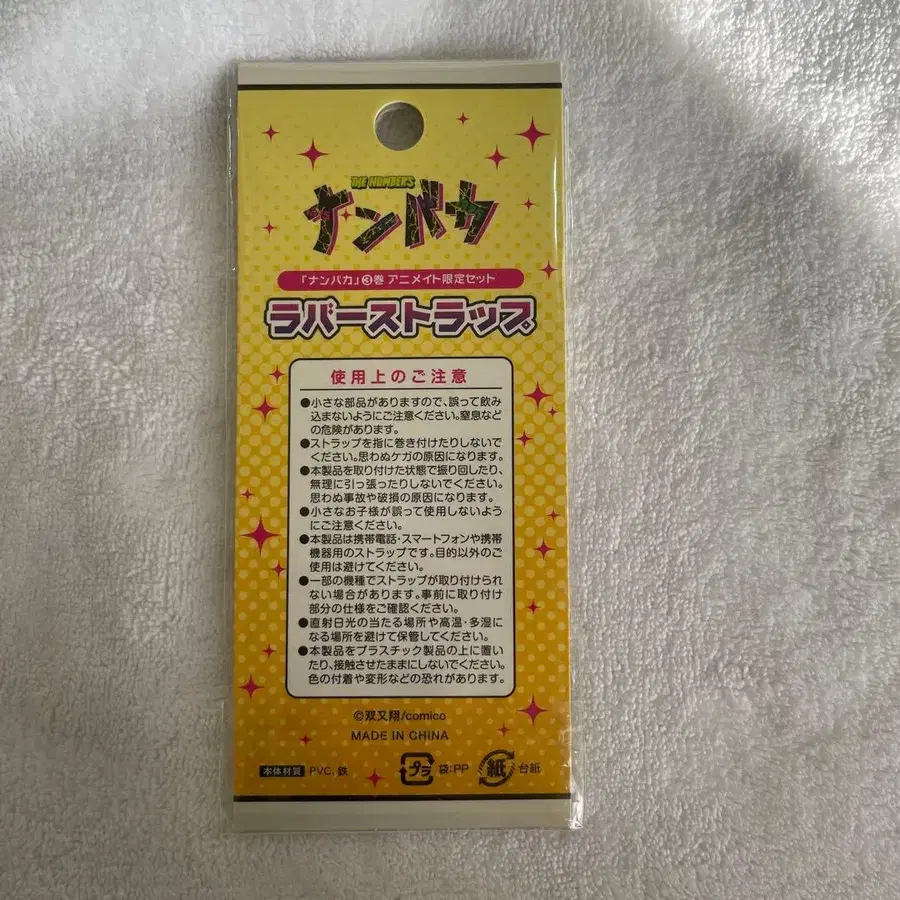 THE NUMBERS
ナンバカ
「ナンバカ」③巻 アニメイト限定セット
ラバーストラップ
使用上のご注意
●小さな部品がありますので、誤って飲み
込まないようにご注意ください。窒息など
の危険があります。
●ストラップを指に巻き付けたりしないで
ください。思わぬケガの原因になります。
●本製品を取り付けた状態で振り回したり、
無理に引っ張ったりしないでください。
思わぬ事故や破損の原因になります。
●小さなお子様が誤って使用しないよう
にご注意ください。
●本製品は携帯電話・スマートフォンや携帯
機器用のストラップです。目的以外のご
使用は避けてください。
●一部の機種でストラップが取り付けられ
ない場合があります。事前に取り付け
部分の仕様をご確認ください。
●直射日光の当たる場所や高温・多湿に
なる場所を避けて保管してください。
●本製品をプラスチック製品の上に置い
たり、接触させたままにしないでください。
色の付着や変形などの恐れがあります。
©双又翔/comico
MADE IN CHINA
本体材質 PVC、鉄 プラ 袋:PP 紙 台紙